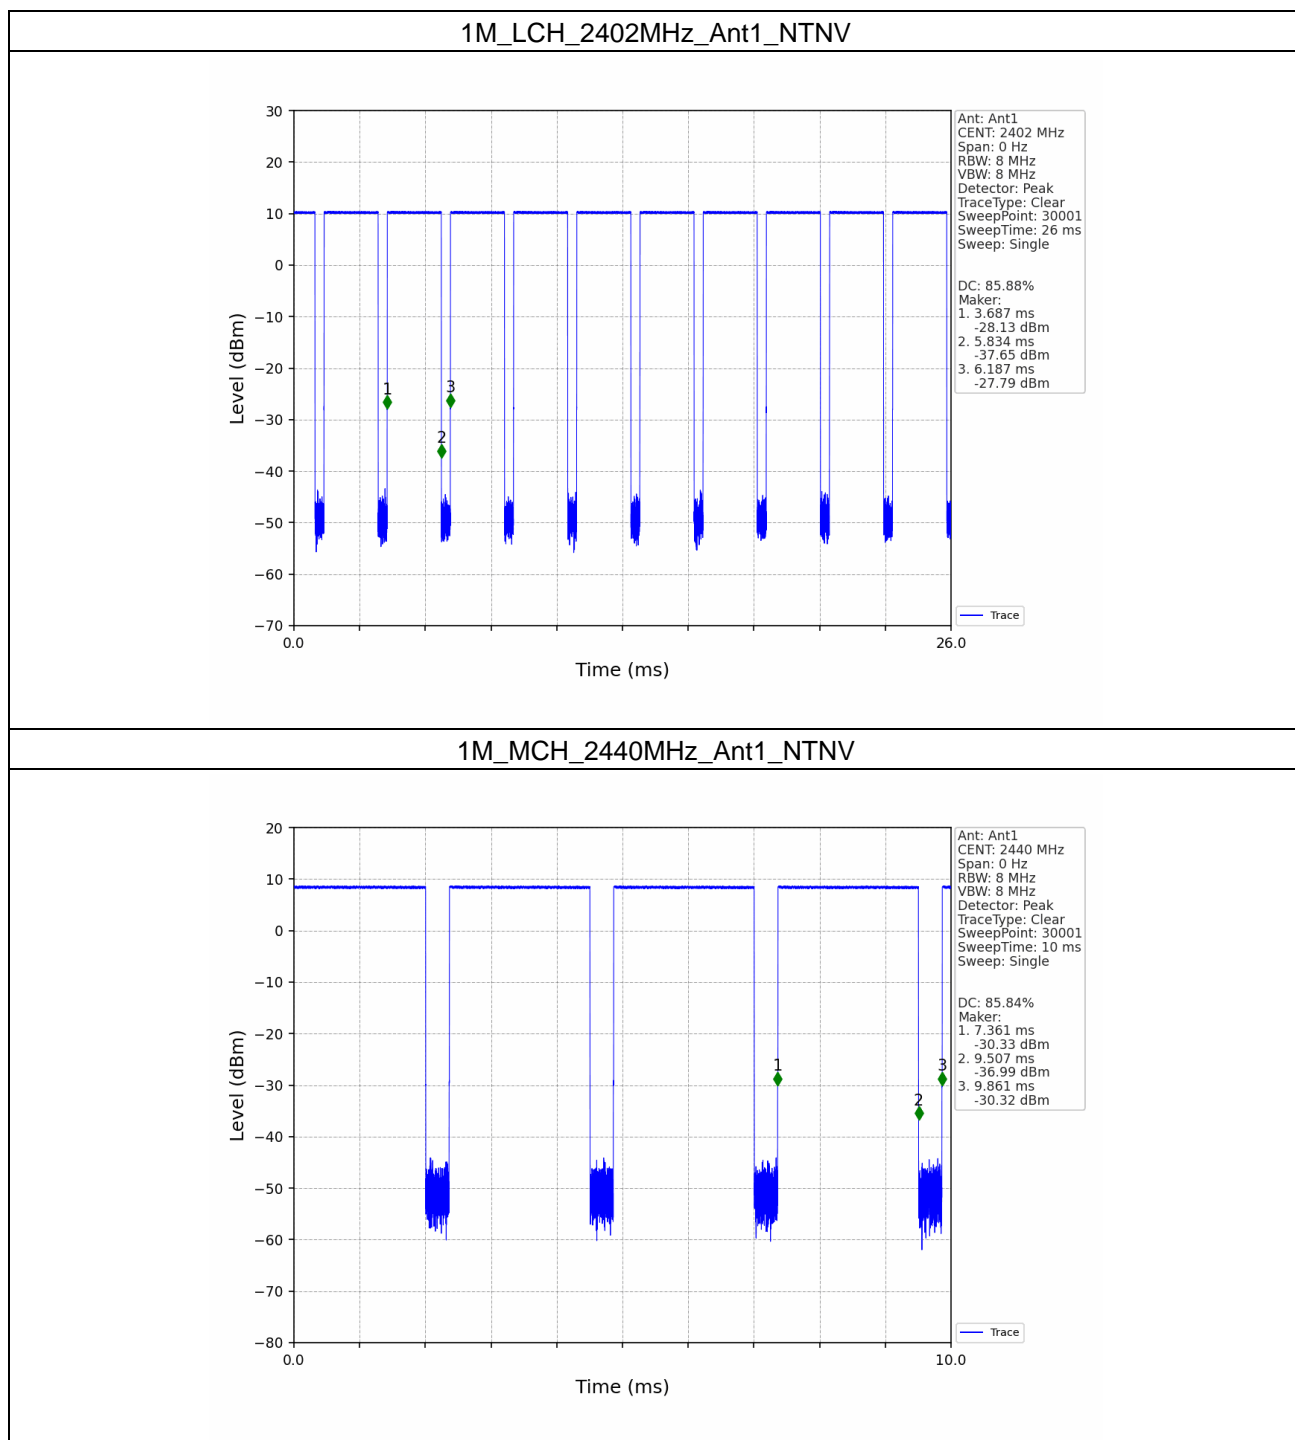 1M_LCH_2402MHz_Ant1_NTNV
30
20
10
0
−10
−20
−30
−40
−50
−60
−70
Level (dBm)
1
2
3
0.0
26.0
Time (ms)
Ant: Ant1
CENT: 2402 MHz
Span: 0 Hz
RBW: 8 MHz
VBW: 8 MHz
Detector: Peak
TraceType: Clear
SweepPoint: 30001
SweepTime: 26 ms
Sweep: Single
DC: 85.88%
Maker:
1. 3.687 ms
-28.13 dBm
2. 5.834 ms
-37.65 dBm
3. 6.187 ms
-27.79 dBm
Trace
1M_MCH_2440MHz_Ant1_NTNV
20
10
0
−10
−20
−30
−40
−50
−60
−70
−80
Level (dBm)
1
2
3
0.0
10.0
Time (ms)
Ant: Ant1
CENT: 2440 MHz
Span: 0 Hz
RBW: 8 MHz
VBW: 8 MHz
Detector: Peak
TraceType: Clear
SweepPoint: 30001
SweepTime: 10 ms
Sweep: Single
DC: 85.84%
Maker:
1. 7.361 ms
-30.33 dBm
2. 9.507 ms
-36.99 dBm
3. 9.861 ms
-30.32 dBm
Trace